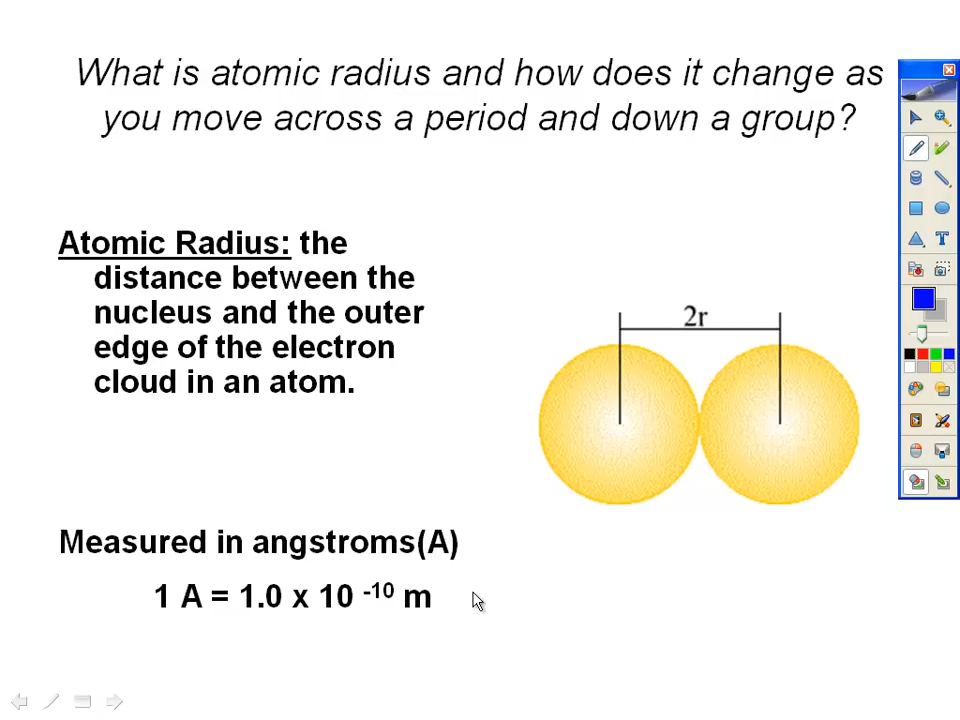 What is atomic radius and how does it change as
you move across a period and down a group?
Atomic Radius: the
distance between the
nucleus and the outer
edge of the electron
cloud in an atom.
2r
Measured in angstroms(A)
1 A = 1.0 x 10 -10 m
T